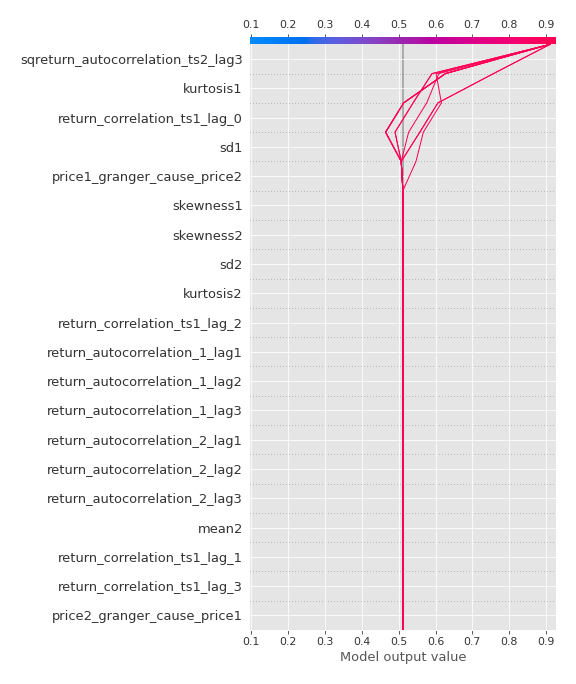 0.1 0.2 0.3 0.4 0.5 0.6 0.7 0.8 0.9
sqreturn_autocorrelation_ts2_lag3
kurtosis1
return_correlation_ts1_lag_0
sd1
price1_granger_cause_price2
skewness1
skewness2
sd2
kurtosis2
return_correlation_ts1_lag_2
return_autocorrelation_1_lag1
return_autocorrelation_1_lag2
return_autocorrelation_1_lag3
return_autocorrelation_2_lag1
return_autocorrelation_2_lag2
return_autocorrelation_2_lag3
mean2
return_correlation_ts1_lag_1
return_correlation_ts1_lag_3
price2_granger_cause_price1
0.1 0.2 0.3 0.4 0.5 0.6 0.7 0.8 0.9
Model output value